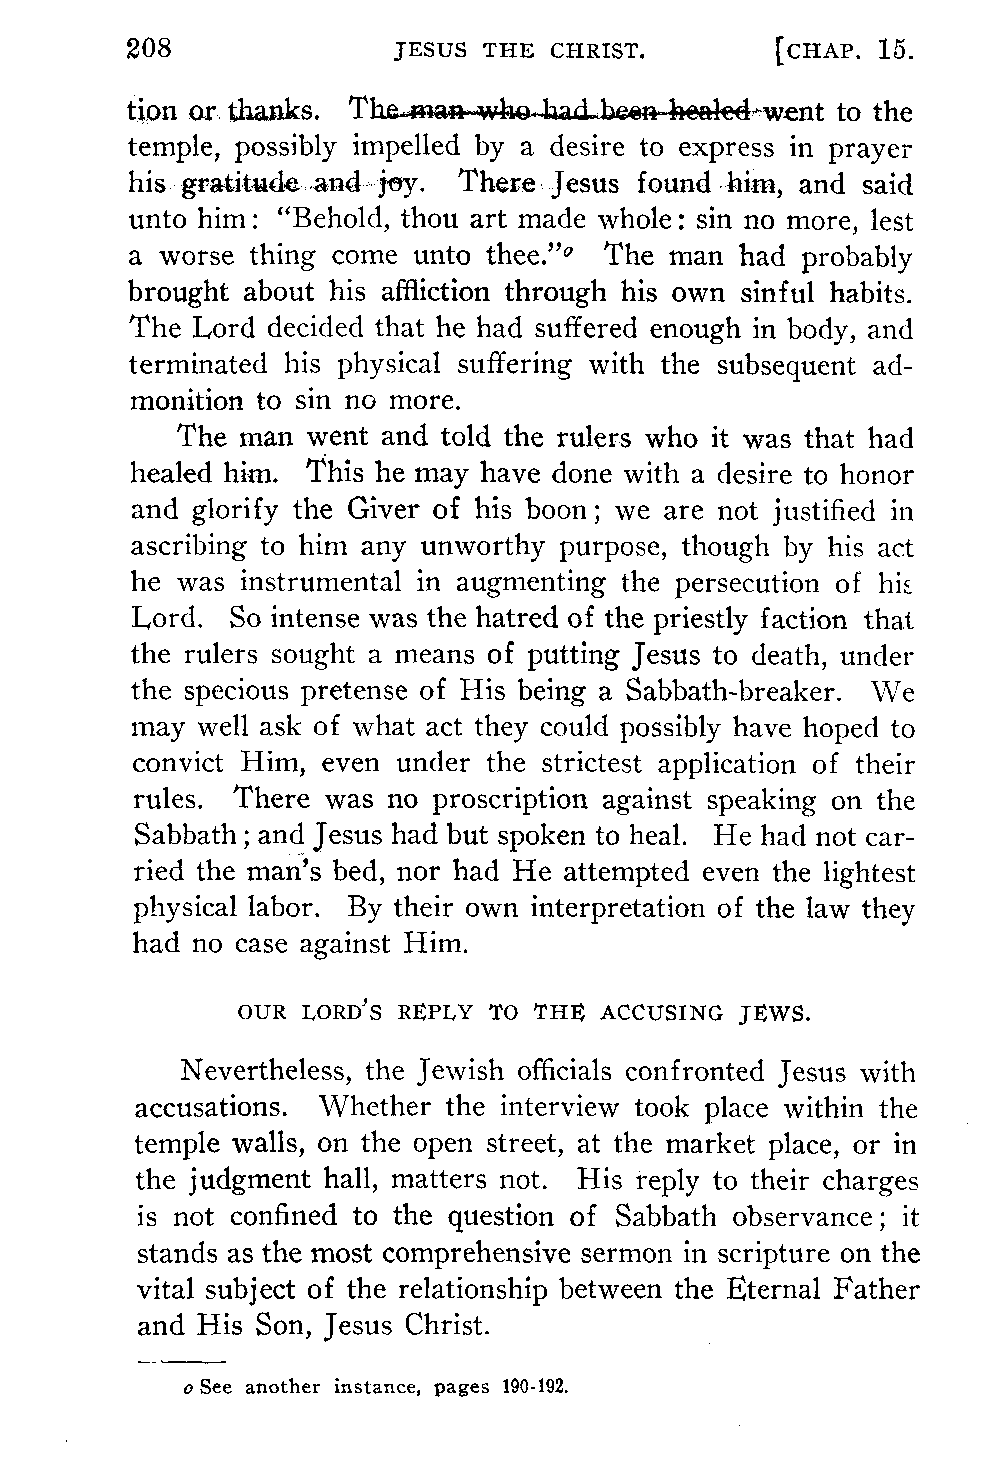 208 JESUS THE CHRIST. [CHAP. 15.
tion or thanks. The man who had been healed went to the
temple, possibly impelled by a desire to express in prayer
his gratitude and joy. There Jesus found him, and said
unto him: “Behold, thou art made whole: sin no more, lest
a worse thing come unto thee.”o The man had probably
brought about his affliction through his own sinful habits.
The Lord decided that he had suffered enough in body, and
terminated his physical suffering with the subsequent ad-
monition to sin no more.
The man went and told the rulers who it was that had
healed him. This he may have done with a desire to honor
and glorify the Giver of his boon; we are not justified in
ascribing to him any unworthy purpose, though by his act
he was instrumental in augmenting the persecution of his
Lord. So intense was the hatred of the priestly faction that
the rulers sought a means of putting Jesus to death, under
the specious pretense of His being a Sabbath-breaker. We
may well ask of what act they could possibly have hoped to
convict Him, even under the strictest application of their
rules. There was no proscription against speaking on the
Sabbath; and Jesus had but spoken to heal. He had not car-
ried the man's bed, nor had He attempted even the lightest
physical labor. By their own interpretation of the law they
had no case against Him.
OUR LORD'S REPLY TO THE ACCUSING JEWS.
Nevertheless, the Jewish officials confronted Jesus with
accusations. Whether the interview took place within the
temple walls, on the open street, at the market place, or in
the judgment hall, matters not. His reply to their charges
is not confined to the question of Sabbath observance; it
stands as the most comprehensive sermon in scripture on the
vital subject of the relationship between the Eternal Father
and His Son, Jesus Christ.
o See another instance, pages 190-192.